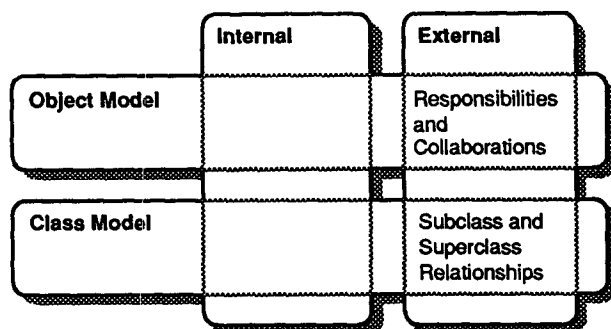 Internal
External
Object Model
Responsibilities
and
Collaborations
Class Model
Subclass and
Superclass
Relationships